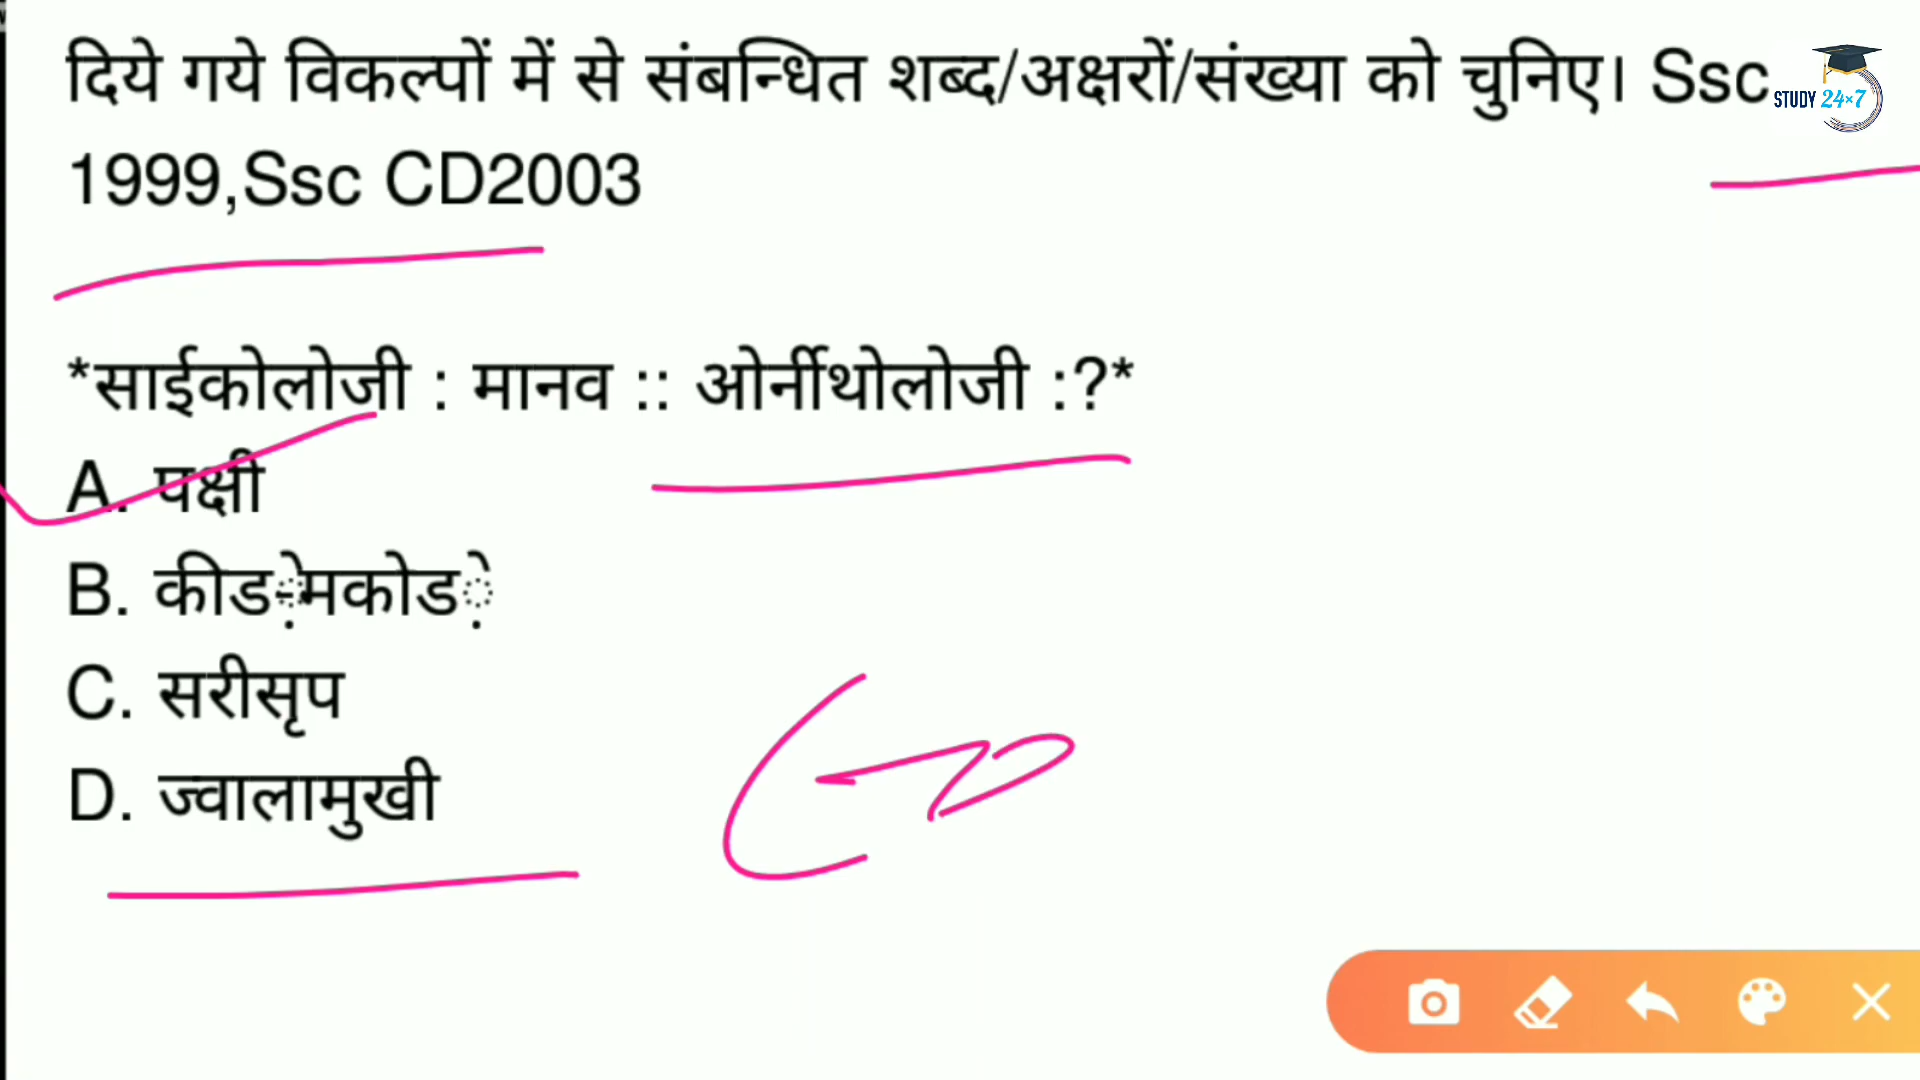 दिये गये विकल्पों में से संबन्धित शब्द/अक्षरों/संख्या को चुनिए। Ssc
STUDY 24×7
1999,Ssc CD2003
*साईकोलोजी : मानव :: ओर्नीथोलोजी :?*
A. पक्षी
B. कीड-़ेमकोड़े
C. सरीसृप
D. ज्वालामुखी